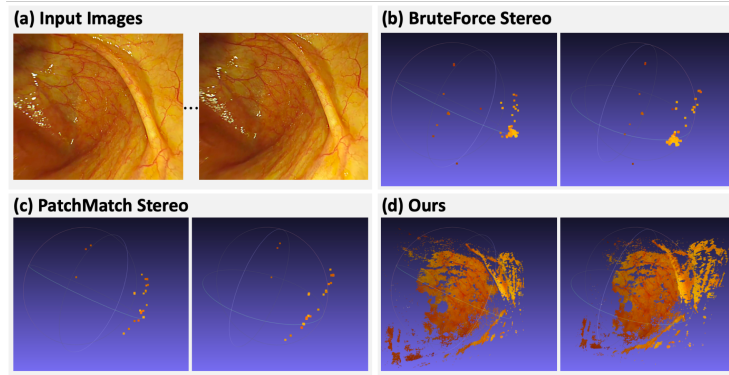 (a) Input Images
(b) BruteForce Stereo
...
(c) PatchMatch Stereo
(d) Ours